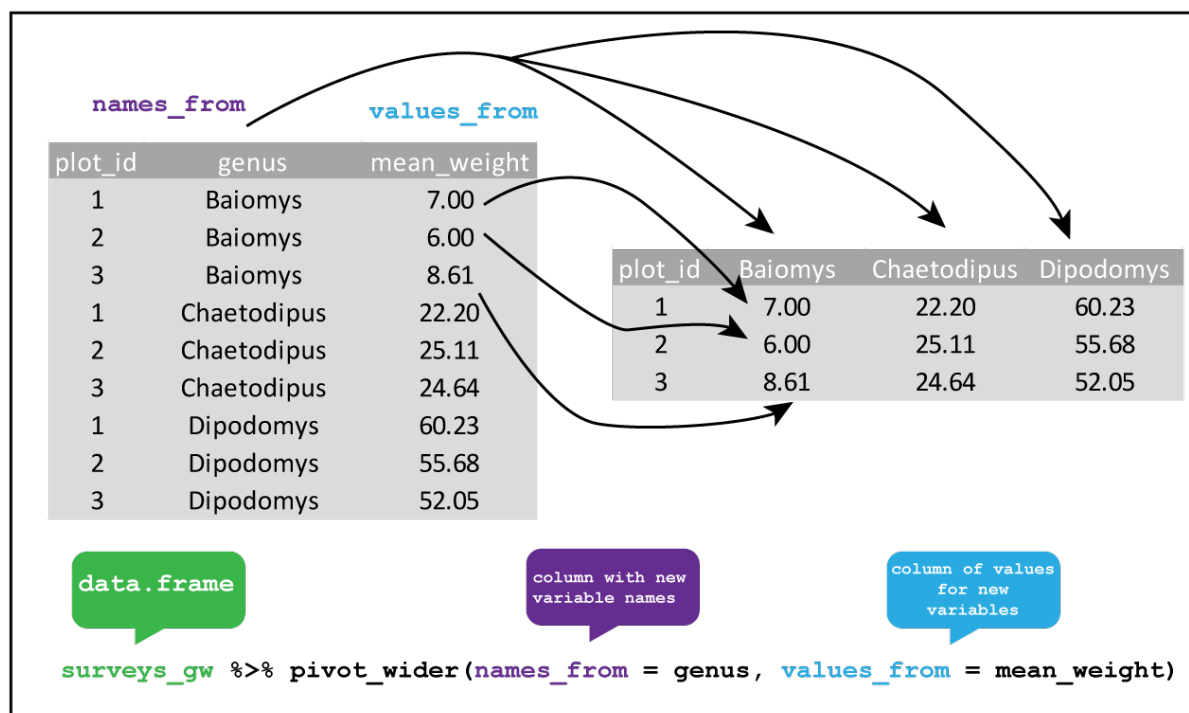 names_from values_from
plot_id genus mean_weight
1 Baiomys 7.00
2 Baiomys 6.00
3 Baiomys 8.61
1 Chaetodipus 22.20
2 Chaetodipus 25.11
3 Chaetodipus 24.64
1 Dipodomys 60.23
2 Dipodomys 55.68
3 Dipodomys 52.05
plot_id Baiomys Chaetodipus Dipodomys
1 7.00 22.20 60.23
2 6.00 25.11 55.68
3 8.61 24.64 52.05
data.frame
column with new
variable names
column of values
for new
variables
surveys_gw %>% pivot_wider(names_from = genus, values_from = mean_weight)